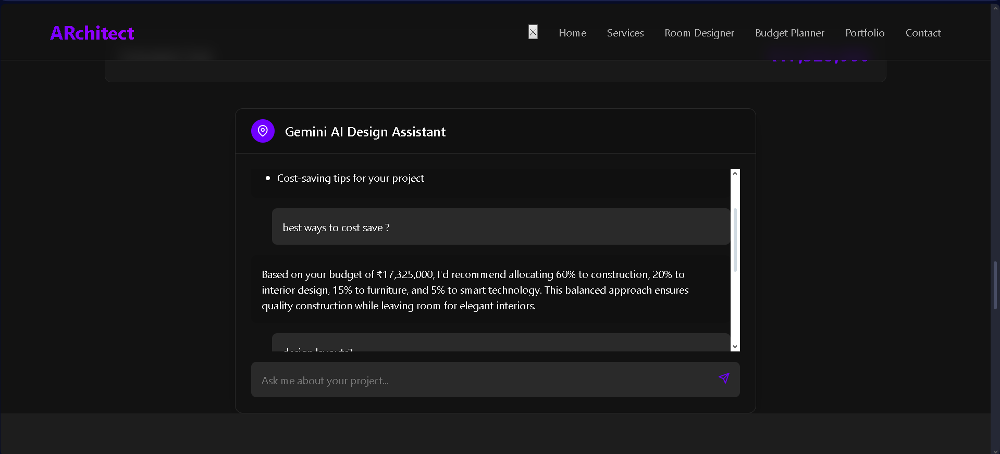 ARchitect
Home
Services
Room Designer
Budget Planner
Portfolio
Contact
Gemini AI Design Assistant
Cost-saving tips for your project
best ways to cost save ?
Based on your budget of ₹17,325,000, I'd recommend allocating 60% to construction, 20% to
interior design, 15% to furniture, and 5% to smart technology. This balanced approach ensures
quality construction while leaving room for elegant interiors.
design layouts?
Ask me about your project...